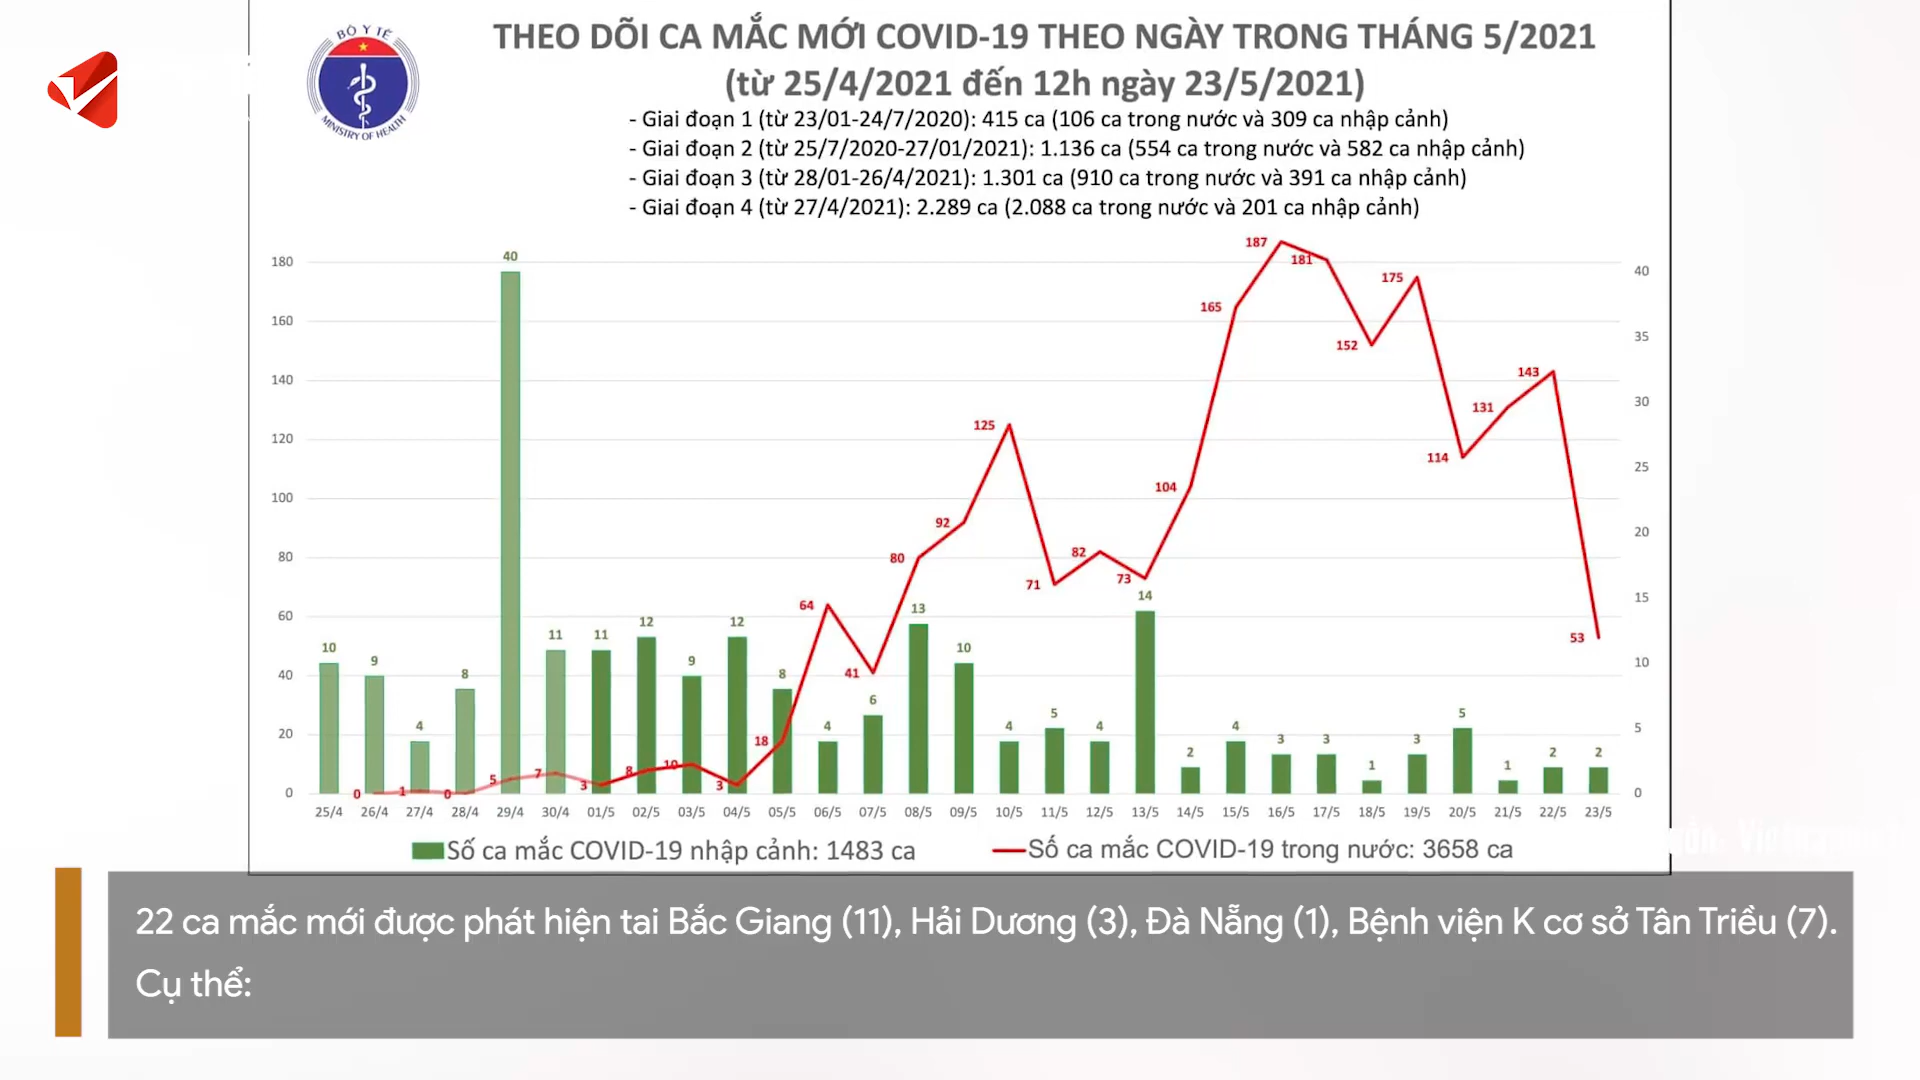 BỘ Y TẾ
MINISTRY OF HEALTH
THEO DÕI CA MẮC MỚI COVID-19 THEO NGÀY TRONG THÁNG 5/2021
(từ 25/4/2021 đến 12h ngày 23/5/2021)
- Giai đoạn 1 (từ 23/01-24/7/2020): 415 ca (106 ca trong nước và 309 ca nhập cảnh)
- Giai đoạn 2 (từ 25/7/2020-27/01/2021): 1.136 ca (554 ca trong nước và 582 ca nhập cảnh)
- Giai đoạn 3 (từ 28/01-26/4/2021): 1.301 ca (910 ca trong nước và 391 ca nhập cảnh)
- Giai đoạn 4 (từ 27/4/2021): 2.289 ca (2.088 ca trong nước và 201 ca nhập cảnh)
180
160
140
120
100
80
60
40
20
0
10 9 4 8 40 11 11 12 9 12 8 4 6 13 10 4 5 4 14 2 4 3 3 1 3 5 1 2 2
0 1 0 5 7 3 8 10 3 18 64 41 80 92 125 71 82 73 104 165 187 181 152 175 114 131 143 53
40
35
30
25
20
15
10
5
0
25/4 26/4 27/4 28/4 29/4 30/4 01/5 02/5 03/5 04/5 05/5 06/5 07/5 08/5 09/5 10/5 11/5 12/5 13/5 14/5 15/5 16/5 17/5 18/5 19/5 20/5 21/5 22/5 23/5
Số ca mắc COVID-19 nhập cảnh: 1483 ca
Số ca mắc COVID-19 trong nước: 3658 ca
22 ca mắc mới được phát hiện tai Bắc Giang (11), Hải Dương (3), Đà Nẵng (1), Bệnh viện K cơ sở Tân Triều (7).
Cụ thể: